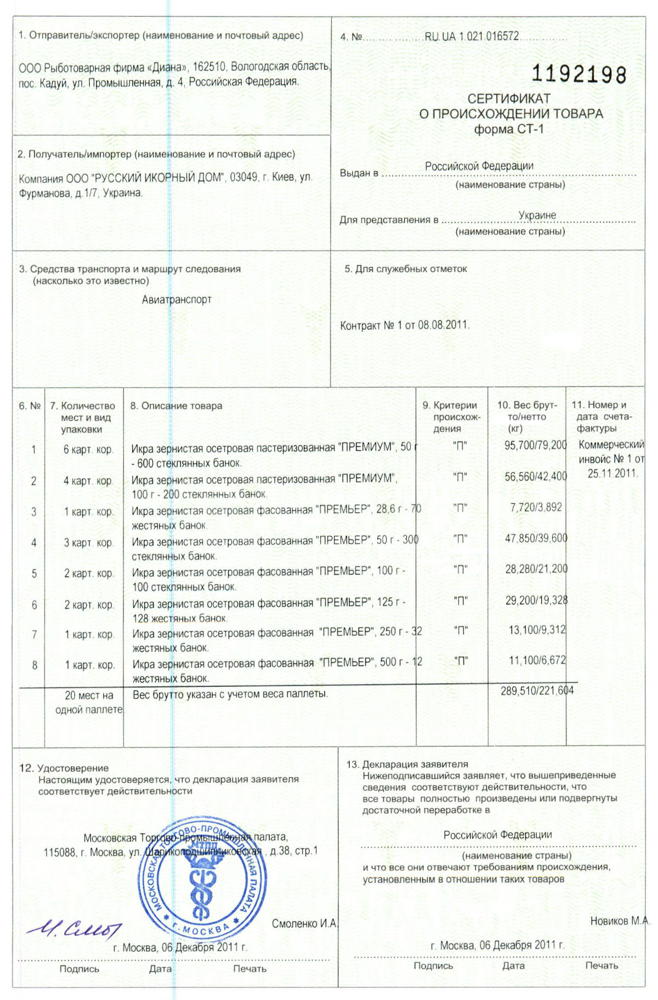 1. Отправитель/экспортер (наименование и почтовый адрес)
ООО Рыботоварная фирма «Диана», 162510, Вологодская область,
пос. Кадуй, ул. Промышленная, д. 4, Российская Федерация.
4. № RU UA 1 021 016572
1192198
СЕРТИФИКАТ
О ПРОИСХОЖДЕНИИ ТОВАРА
форма СТ-1
2. Получатель/импортер (наименование и почтовый адрес)
Компания ООО "РУССКИЙ ИКОРНЫЙ ДОМ", 03049, г. Киев, ул.
Фурманова, д.1/7, Украина.
Выдан в Российской Федерации
(наименование страны)
Для представления в Украине
(наименование страны)
3. Средства транспорта и маршрут следования
(насколько это известно)
Авиатранспорт
5. Для служебных отметок
Контракт № 1 от 08.08.2011.
6. № 7. Количество 8. Описание товара 9. Критерии 10. Вес брут- 11. Номер и
мест и вид происхож- то/нетто дата счета-
упаковки дения (кг) фактуры
1 6 карт. кор. Икра зернистая осетровая пастеризованная "ПРЕМИУМ", 50 г "П" 95,700/79,200 Коммерческий
- 600 стеклянных банок. инвойс № 1 от
2 4 карт. кор. Икра зернистая осетровая пастеризованная "ПРЕМИУМ", "П" 56,560/42,400 25.11.2011.
100 г - 200 стеклянных банок.
3 1 карт. кор. Икра зернистая осетровая фасованная "ПРЕМЬЕР", 28,6 г - 70 "П" 7,720/3,892
жестяных банок.
4 3 карт. кор. Икра зернистая осетровая фасованная "ПРЕМЬЕР", 50 г - 300 "П" 47,850/39,600
стеклянных банок.
5 2 карт. кор. Икра зернистая осетровая фасованная "ПРЕМЬЕР", 100 г - "П" 28,280/21,200
100 стеклянных банок.
6 2 карт. кор. Икра зернистая осетровая фасованная "ПРЕМЬЕР", 125 г - "П" 29,200/19,328
128 жестяных банок.
7 1 карт. кор. Икра зернистая осетровая фасованная "ПРЕМЬЕР", 250 г - 32 "П" 13,100/9,312
жестяных банок.
8 1 карт. кор. Икра зернистая осетровая фасованная "ПРЕМЬЕР", 500 г - 12 "П" 11,100/6,672
жестяных банок.
20 мест на Вес брутто указан с учетом веса паллеты. 289,510/221,604
одной паллете
12. Удостоверение
Настоящим удостоверяется, что декларация заявителя
соответствует действительности
Московская Торгово-промышленная палата,
115088, г. Москва, ул. Шарикоподшипниковская , д.38, стр.1
МОСКОВСКАЯ ТОРГОВО-ПРОМЫШЛЕННАЯ ПАЛАТА
МТПП
г. МОСКВА
И. Смол
Смоленко И.А.
г. Москва, 06 Декабря 2011 г.
Подпись Дата Печать
13. Декларация заявителя
Нижеподписавшийся заявляет, что вышеприведенные
сведения соответствуют действительности, что
все товары полностью произведены или подвергнуты
достаточной переработке в
Российской Федерации
(наименование страны)
и что все они отвечают требованиям происхождения,
установленным в отношении таких товаров
Новиков М.А.
г. Москва, 06 Декабря 2011 г.
Подпись Дата Печать